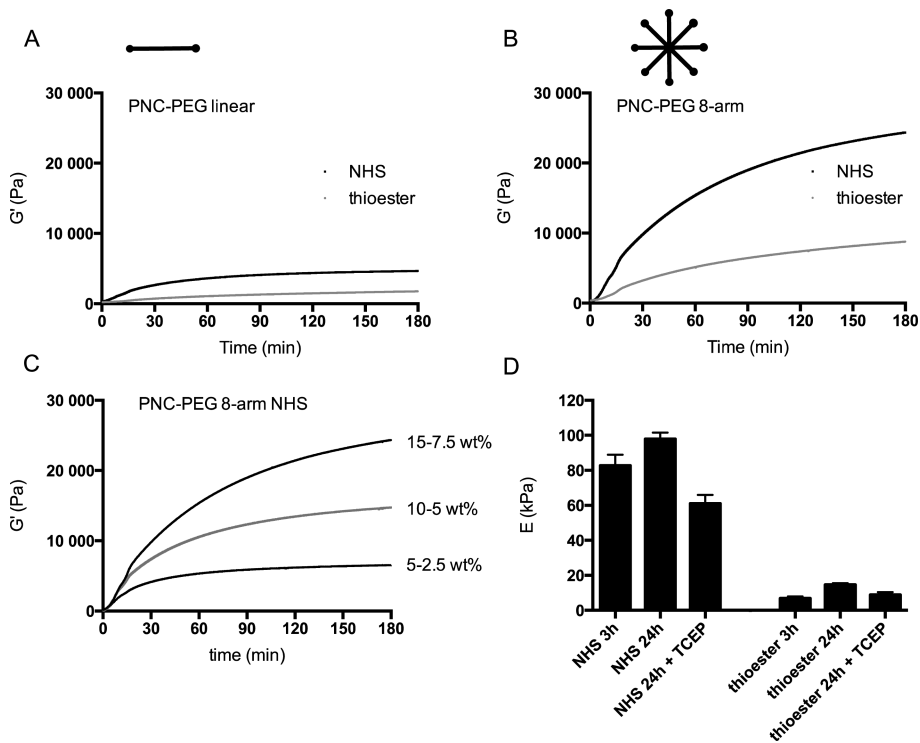 A
PNC-PEG linear
30 000
20 000
10 000
0
G' (Pa)
NHS
thioester
0 30 60 90 120 150 180
Time (min)
B
PNC-PEG 8-arm
30 000
20 000
10 000
0
G' (Pa)
NHS
thioester
0 30 60 90 120 150 180
Time (min)
C
PNC-PEG 8-arm NHS
30 000
20 000
10 000
0
G' (Pa)
15-7.5 wt%
10-5 wt%
5-2.5 wt%
0 30 60 90 120 150 180
time (min)
D
120
100
80
60
40
20
0
E (kPa)
NHS 3h
NHS 24h
NHS 24h + TCEP
thioester 3h
thioester 24h
thioester 24h + TCEP